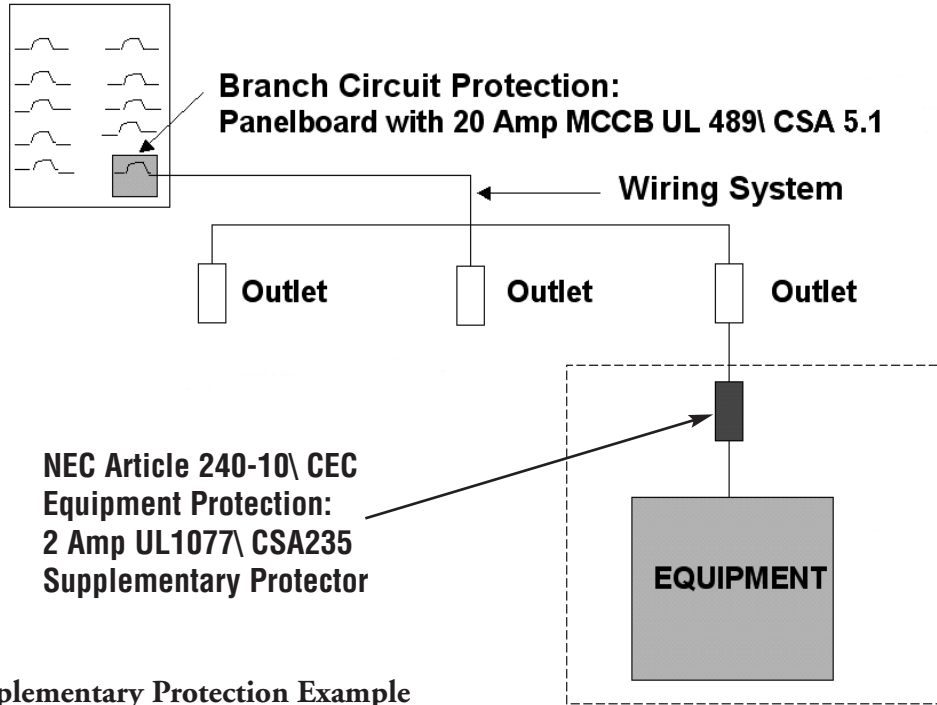 Branch Circuit Protection:
Panelboard with 20 Amp MCCB UL 489\ CSA 5.1
Wiring System
Outlet
Outlet
Outlet
NEC Article 240-10\ CEC
Equipment Protection:
2 Amp UL1077\ CSA235
Supplementary Protector
EQUIPMENT
plementary Protection Example